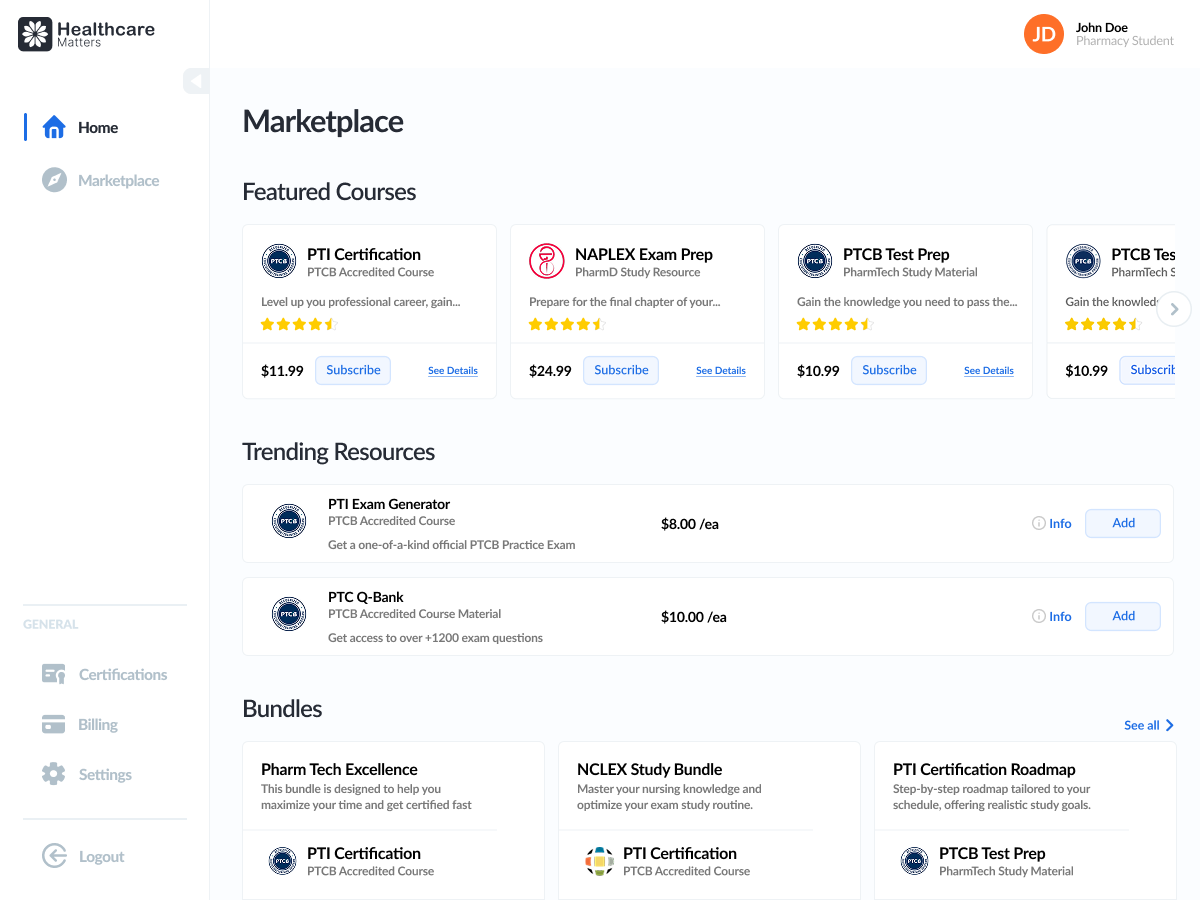 Healthcare
Matters
JD
John Doe
Pharmacy Student
Home
Marketplace
GENERAL
Certifications
Billing
Settings
Logout
Marketplace
Featured Courses
PTCB
PTI Certification
PTCB Accredited Course
Level up you professional career, gain...
$11.99
Subscribe
See Details
NAPLEX Exam Prep
PharmD Study Resource
Prepare for the final chapter of your...
$24.99
Subscribe
See Details
PTCB
PTCB Test Prep
PharmTech Study Material
Gain the knowledge you need to pass the...
$10.99
Subscribe
See Details
PTCB
PTCB Tes
PharmTech S
Gain the knowled
$10.99
Subscrib
Trending Resources
PTCB
PTI Exam Generator
PTCB Accredited Course
Get a one-of-a-kind official PTCB Practice Exam
$8.00 /ea
Info
Add
PTCB
PTC Q-Bank
PTCB Accredited Course Material
Get access to over +1200 exam questions
$10.00 /ea
Info
Add
Bundles
See all
Pharm Tech Excellence
This bundle is designed to help you
maximize your time and get certified fast
PTCB
PTI Certification
PTCB Accredited Course
NCLEX Study Bundle
Master your nursing knowledge and
optimize your exam study routine.
PTI Certification
PTCB Accredited Course
PTI Certification Roadmap
Step-by-step roadmap tailored to your
schedule, offering realistic study goals.
PTCB
PTCB Test Prep
PharmTech Study Material